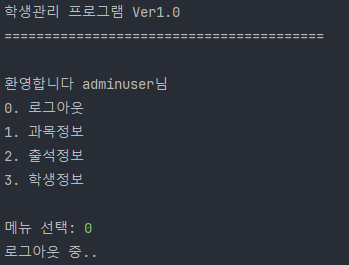 학생관리 프로그램 Ver1.0
========================================
환영합니다 adminuser님
0. 로그아웃
1. 과목정보
2. 출석정보
3. 학생정보
메뉴 선택: 0
로그아웃 중..